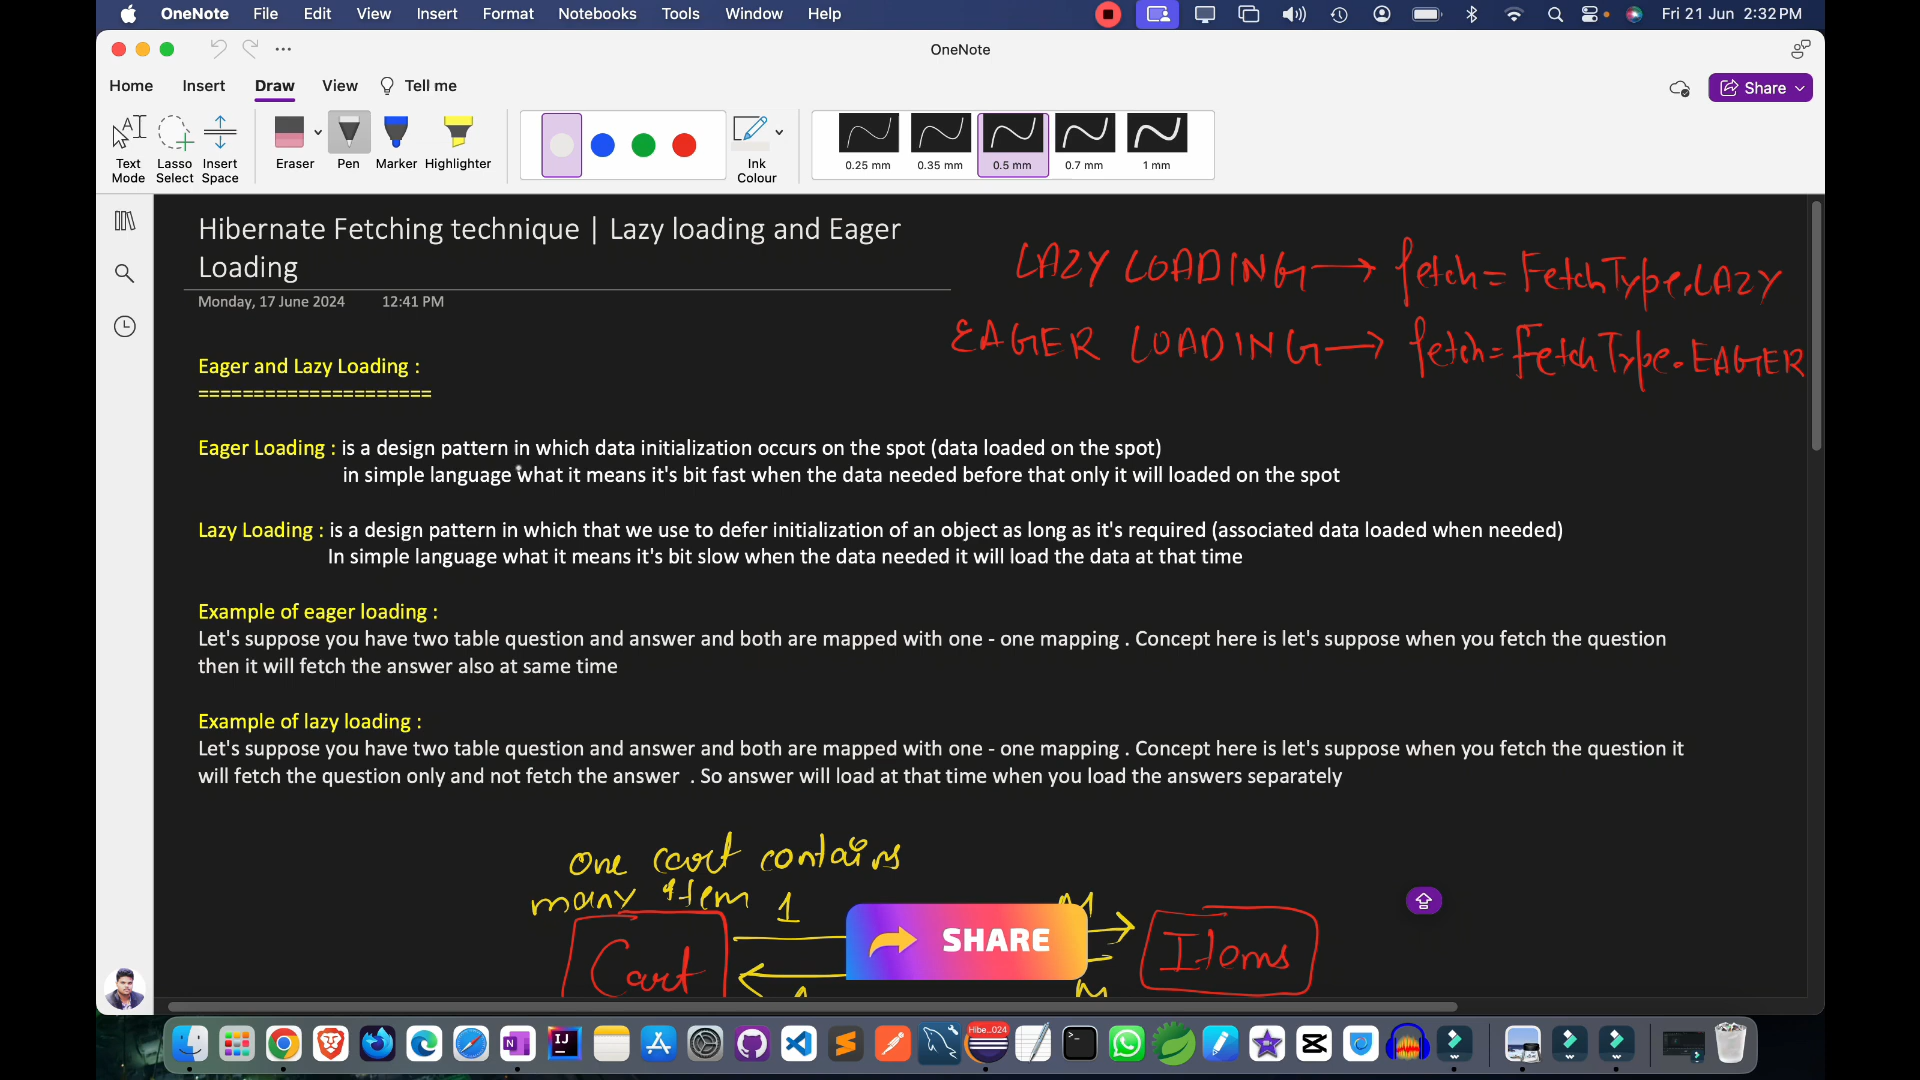 OneNote File Edit View Insert Format Notebooks Tools Window Help Fri 21 Jun 2:32 PM
OneNote
Home Insert Draw View Tell me Share
Text Mode Lasso Select Insert Space Eraser Pen Marker Highlighter Ink Colour 0.25 mm 0.35 mm 0.5 mm 0.7 mm 1 mm
Hibernate Fetching technique | Lazy loading and Eager
Loading
Monday, 17 June 2024 12:41 PM
LAZY LOADING → fetch = FetchType.LAZY
EAGER LOADING → fetch = FetchType.EAGER
Eager and Lazy Loading :
=====================
Eager Loading : is a design pattern in which data initialization occurs on the spot (data loaded on the spot)
in simple language what it means it's bit fast when the data needed before that only it will loaded on the spot
Lazy Loading : is a design pattern in which that we use to defer initialization of an object as long as it's required (associated data loaded when needed)
In simple language what it means it's bit slow when the data needed it will load the data at that time
Example of eager loading :
Let's suppose you have two table question and answer and both are mapped with one - one mapping . Concept here is let's suppose when you fetch the question
then it will fetch the answer also at same time
Example of lazy loading :
Let's suppose you have two table question and answer and both are mapped with one - one mapping . Concept here is let's suppose when you fetch the question it
will fetch the question only and not fetch the answer . So answer will load at that time when you load the answers separately
One cart contains
many item 1 M
Cart SHARE Items
M
Hibe...024